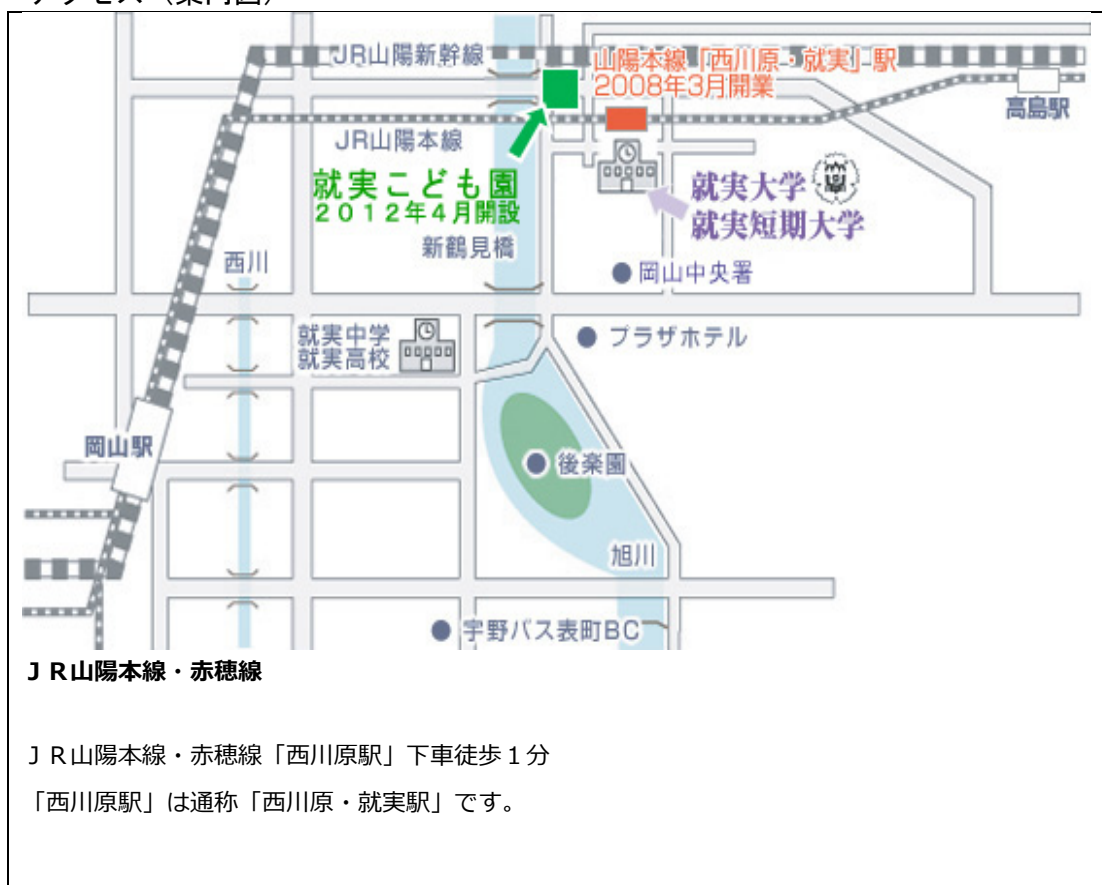 アクセス（案内図）
JR山陽新幹線
山陽本線「西川原・就実」駅
2008年3月開業
高島駅
JR山陽本線
就実こども園
2012年4月開設
就実大学
就実短期大学
新鶴見橋
西川
岡山中央署
就実中学
就実高校
プラザホテル
岡山駅
後楽園
旭川
宇野バス表町BC
ＪＲ山陽本線・赤穂線
ＪＲ山陽本線・赤穂線「西川原駅」下車徒歩１分
「西川原駅」は通称「西川原・就実駅」です。